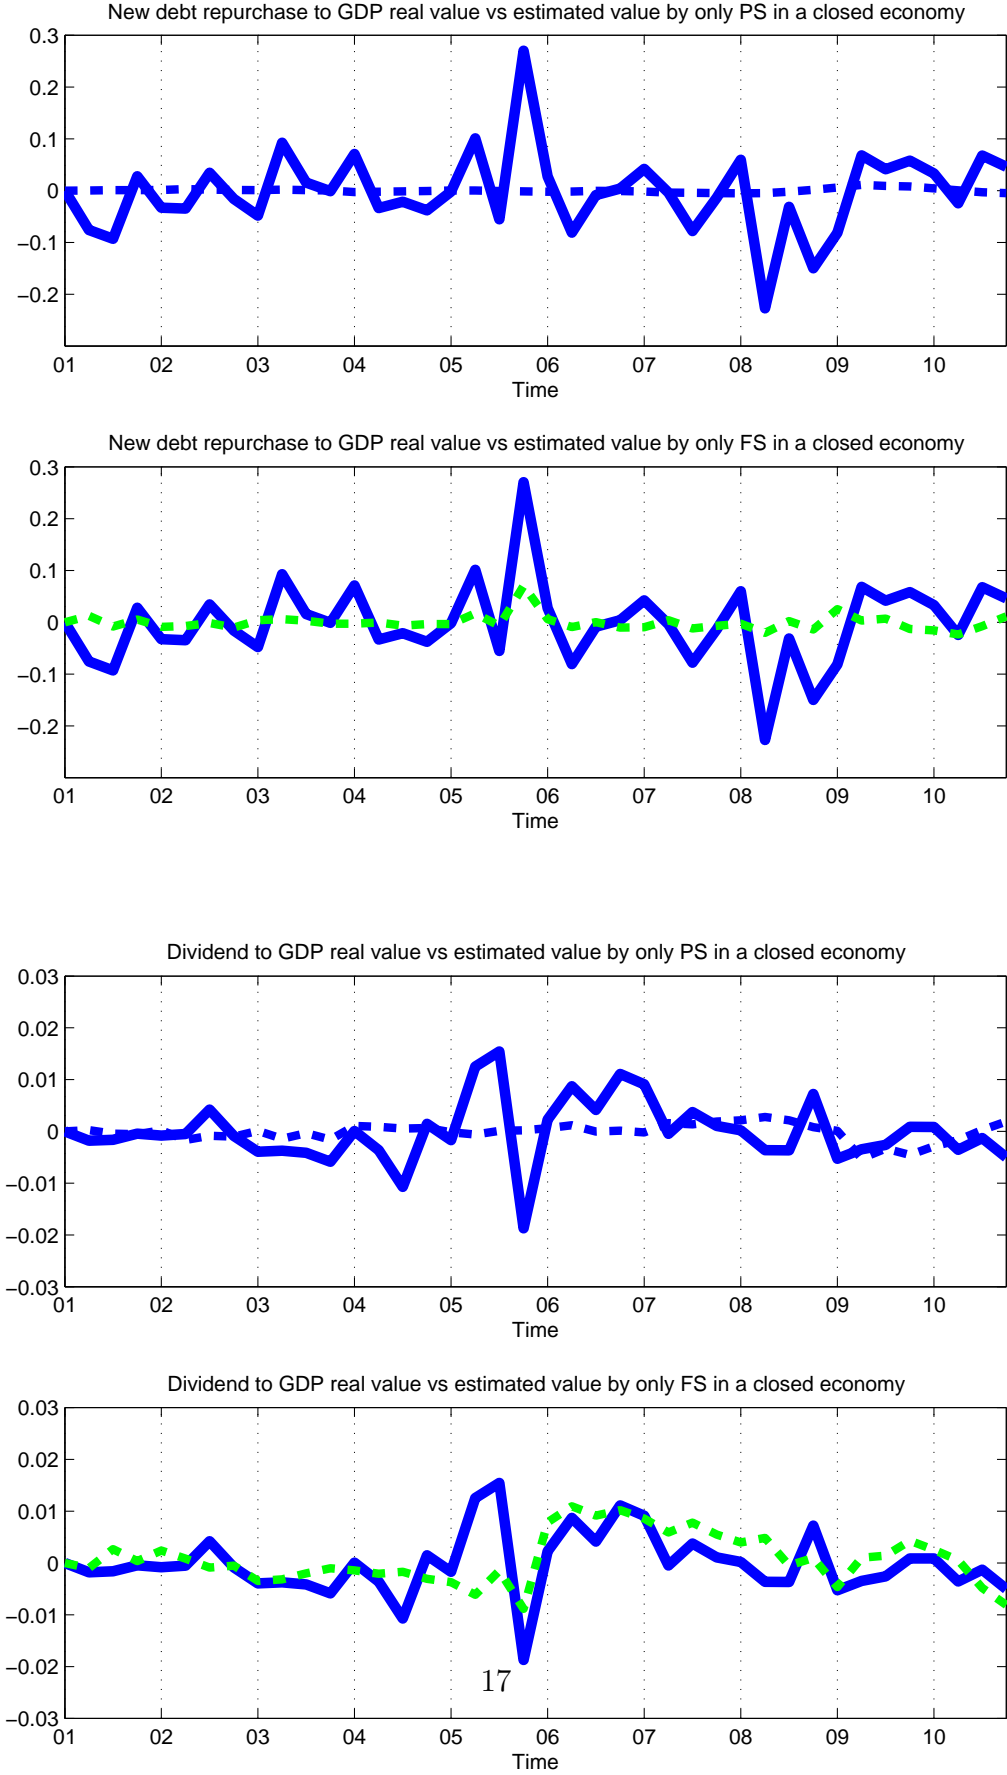 New debt repurchase to GDP real value vs estimated value by only PS in a closed economy
0.3
0.2
0.1
0
−0.1
−0.2
01 02 03 04 05 06 07 08 09 10
Time
New debt repurchase to GDP real value vs estimated value by only FS in a closed economy
0.3
0.2
0.1
0
−0.1
−0.2
01 02 03 04 05 06 07 08 09 10
Time
Dividend to GDP real value vs estimated value by only PS in a closed economy
0.03
0.02
0.01
0
−0.01
−0.02
−0.03
01 02 03 04 05 06 07 08 09 10
Time
Dividend to GDP real value vs estimated value by only FS in a closed economy
0.03
0.02
0.01
0
−0.01
−0.02
17
−0.03
01 02 03 04 05 06 07 08 09 10
Time